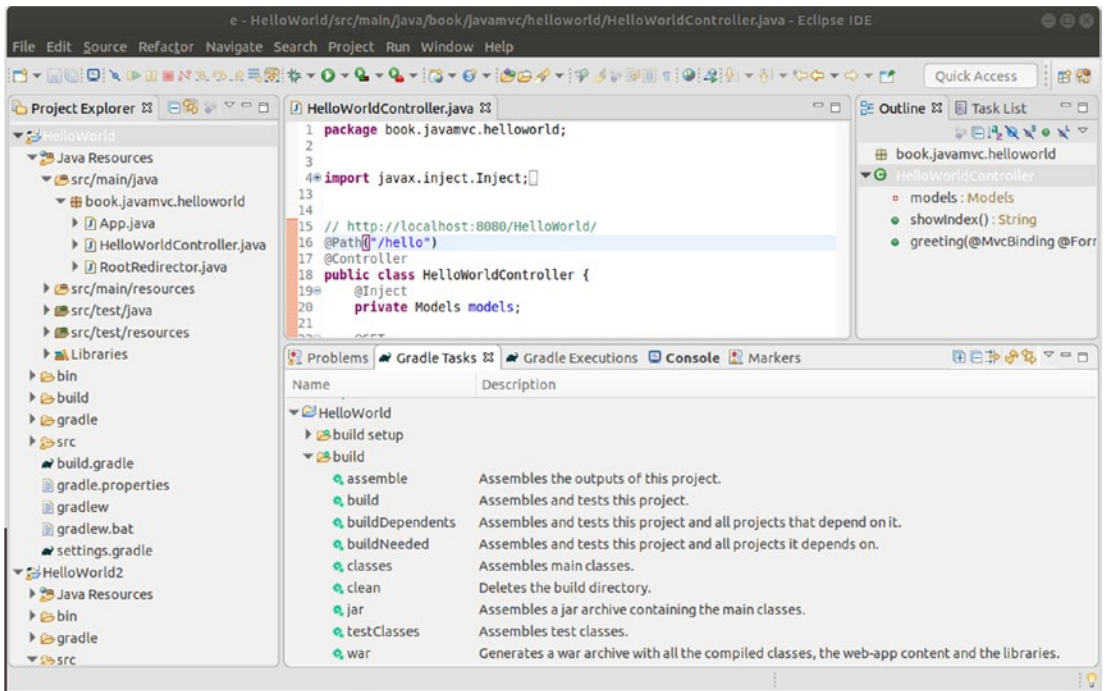 e - HelloWorld/src/main/java/book/javamvc/helloworld/HelloWorldController.java - Eclipse IDE
File Edit Source Refactor Navigate Search Project Run Window Help
Quick Access
Project Explorer
HelloWorld
Java Resources
src/main/java
book.javamvc.helloworld
App.java
HelloWorldController.java
RootRedirector.java
src/main/resources
src/test/java
src/test/resources
Libraries
bin
build
gradle
src
build.gradle
gradle.properties
gradlew
gradlew.bat
settings.gradle
HelloWorld2
Java Resources
bin
gradle
src
HelloWorldController.java
1 package book.javamvc.helloworld;
2
3
4 import javax.inject.Inject;
13
14
15 // http://localhost:8080/HelloWorld/
16 @Path("/hello")
17 @Controller
18 public class HelloWorldController {
19 @Inject
20 private Models models;
21
Outline Task List
book.javamvc.helloworld
HelloWorldController
models : Models
showIndex() : String
greeting(@MvcBinding @Forr
Problems Gradle Tasks Gradle Executions Console Markers
Name Description
HelloWorld
build setup
build
assemble Assembles the outputs of this project.
build Assembles and tests this project.
buildDependents Assembles and tests this project and all projects that depend on it.
buildNeeded Assembles and tests this project and all projects it depends on.
classes Assembles main classes.
clean Deletes the build directory.
jar Assembles a jar archive containing the main classes.
testClasses Assembles test classes.
war Generates a war archive with all the compiled classes, the web-app content and the libraries.